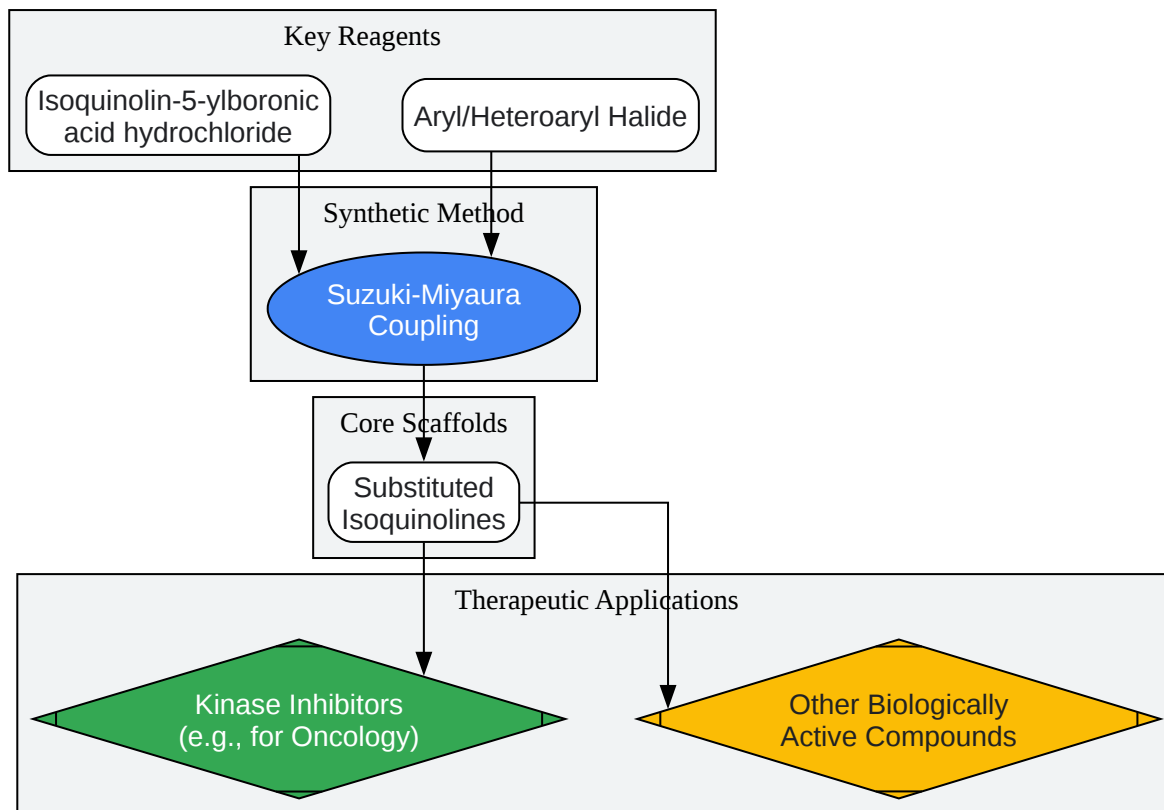 Key Reagents
Isoquinolin-5-ylboronic
acid hydrochloride
Aryl/Heteroaryl Halide
Synthetic Method
Suzuki-Miyaura
Coupling
Core Scaffolds
Substituted
Isoquinolines
Therapeutic Applications
Kinase Inhibitors
(e.g., for Oncology)
Other Biologically
Active Compounds